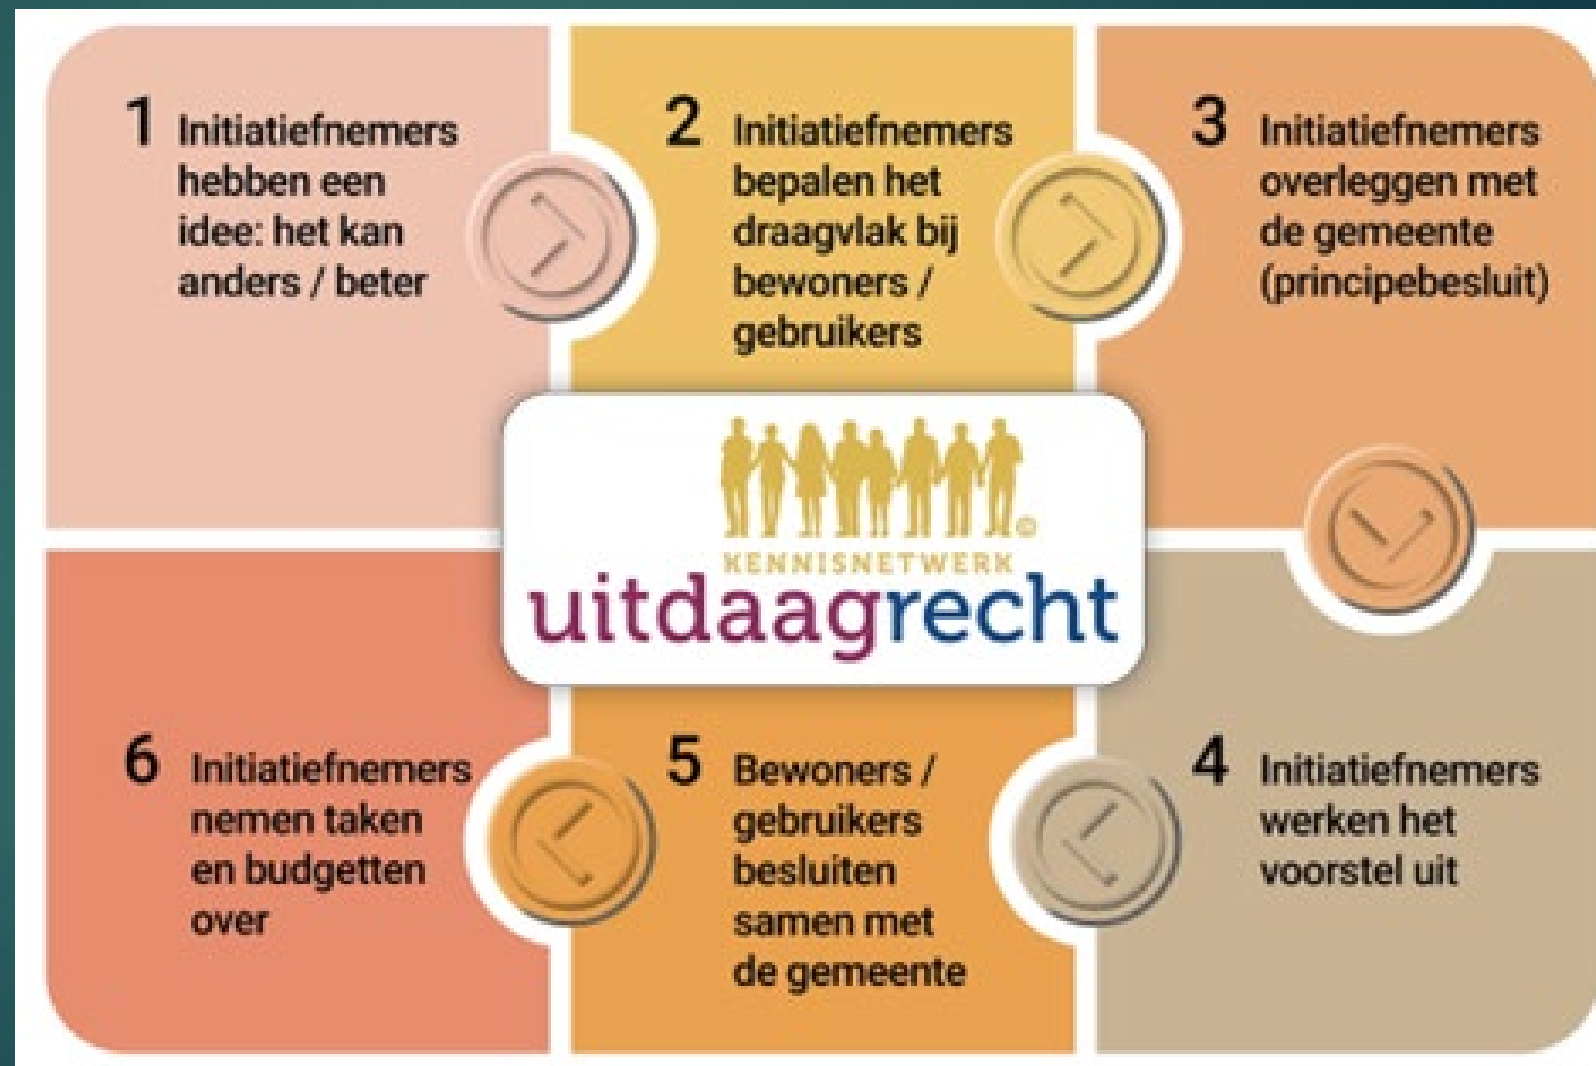 1 Initiatiefnemers
hebben een
idee: het kan
anders / beter
2 Initiatiefnemers
bepalen het
draagvlak bij
bewoners /
gebruikers
3 Initiatiefnemers
overleggen met
de gemeente
(principebesluit)
©
KENNISNETWERK
uitdaagrecht
4 Initiatiefnemers
werken het
voorstel uit
5 Bewoners /
gebruikers
besluiten
samen met
de gemeente
6 Initiatiefnemers
nemen taken
en budgetten
over